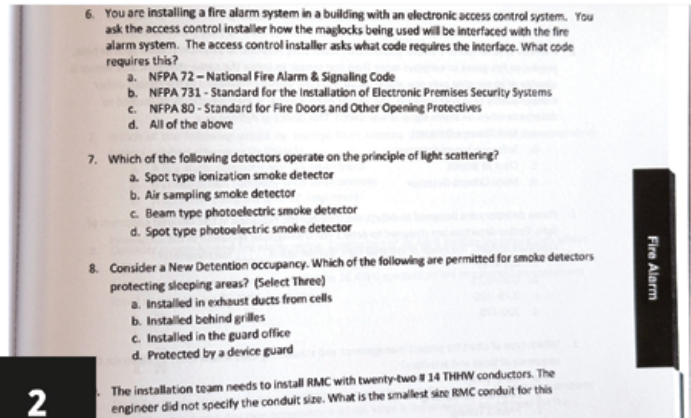 6. You are installing a fire alarm system in a building with an electronic access control system. You
ask the access control installer how the maglocks being used will be interfaced with the fire
alarm system. The access control installer asks what code requires the interface. What code
requires this?
a. NFPA 72 – National Fire Alarm & Signaling Code
b. NFPA 731 - Standard for the Installation of Electronic Premises Security Systems
c. NFPA 80 - Standard for Fire Doors and Other Opening Protectives
d. All of the above
7. Which of the following detectors operate on the principle of light scattering?
a. Spot type ionization smoke detector
b. Air sampling smoke detector
c. Beam type photoelectric smoke detector
d. Spot type photoelectric smoke detector
8. Consider a New Detention occupancy. Which of the following are permitted for smoke detectors
protecting sleeping areas? (Select Three)
a. Installed in exhaust ducts from cells
b. Installed behind grilles
c. Installed in the guard office
d. Protected by a device guard
The installation team needs to install RMC with twenty-two # 14 THHW conductors. The
engineer did not specify the conduit size. What is the smallest size RMC conduit for this
Fire Alarm
2